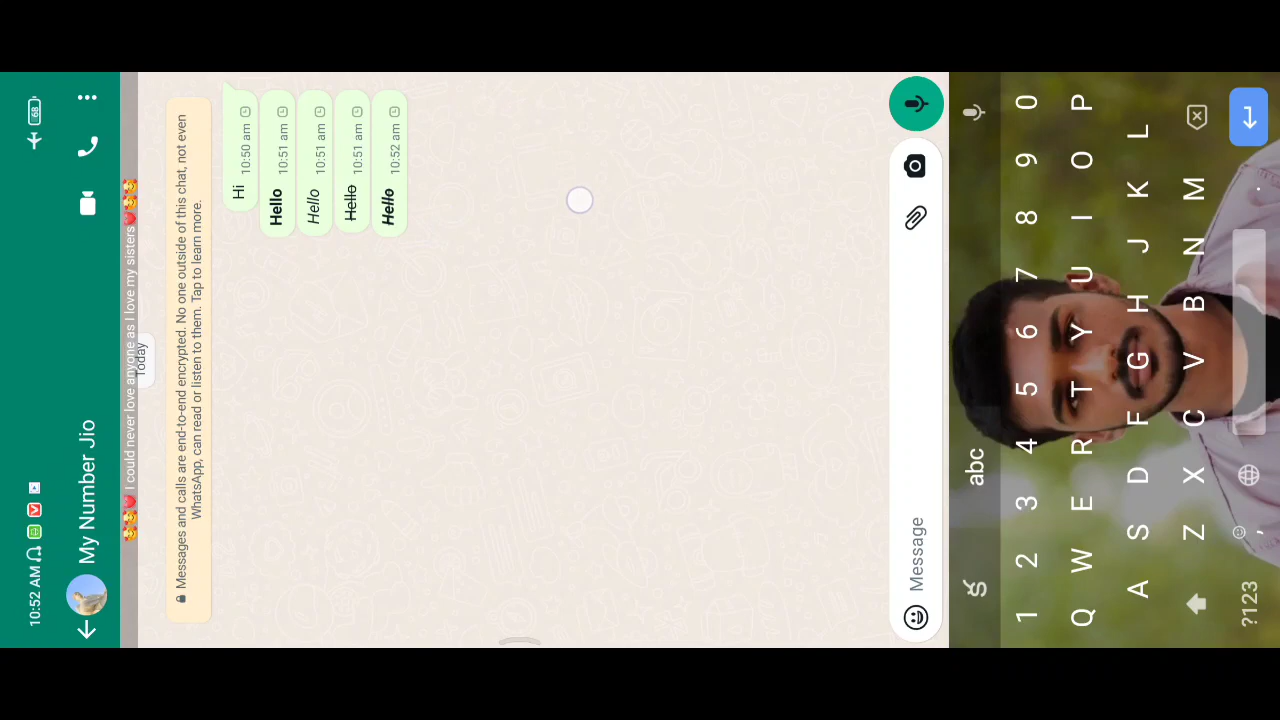 10:52 AM
68
My Number Jio
🥰🥰❤️ I could never love anyone as I love my sisters❤️🥰🥰
Today
Messages and calls are end-to-end encrypted. No one outside of this chat, not even
WhatsApp, can read or listen to them. Tap to learn more.
Hi 10:50 am
Hello 10:51 am
Hello 10:51 am
Hello 10:51 am
Hello 10:52 am
Message
abc
1 2 3 4 5 6 7 8 9 0
Q W E R T Y U I O P
A S D F G H J K L
Z X C V B N M
?123 , .